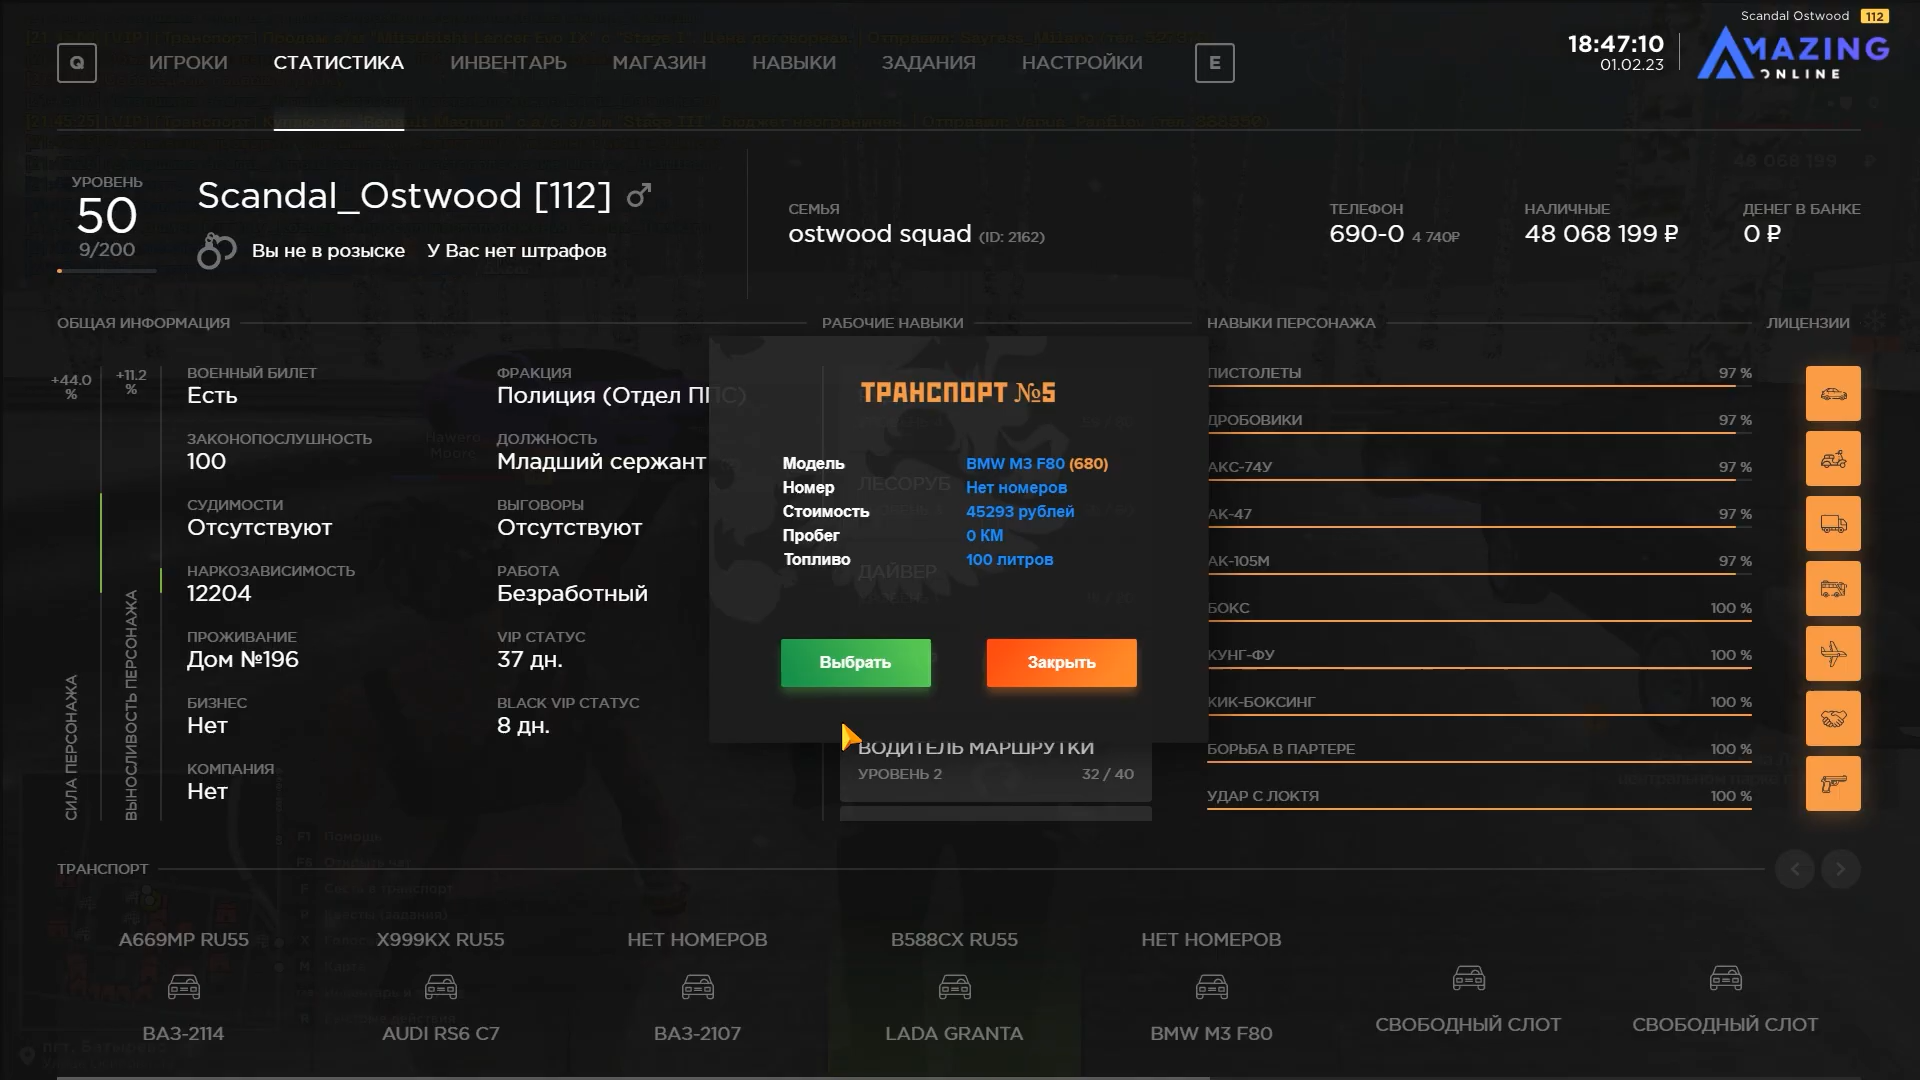 Scandal Ostwood 112
Q ИГРОКИ СТАТИСТИКА ИНВЕНТАРЬ МАГАЗИН НАВЫКИ ЗАДАНИЯ НАСТРОЙКИ E
18:47:10
01.02.23
AMAZING
ONLINE
УРОВЕНЬ
50
9/200
Scandal_Ostwood [112]
Вы не в розыске У Вас нет штрафов
СЕМЬЯ
ostwood squad (ID: 2162)
ТЕЛЕФОН
690-0 4 740₽
НАЛИЧНЫЕ
48 068 199 ₽
ДЕНЕГ В БАНКЕ
0 ₽
ОБЩАЯ ИНФОРМАЦИЯ
+44.0
%
+11.2
%
СИЛА ПЕРСОНАЖА
ВЫНОСЛИВОСТЬ ПЕРСОНАЖА
ВОЕННЫЙ БИЛЕТ
Есть
ЗАКОНОПОСЛУШНОСТЬ
100
СУДИМОСТИ
Отсутствуют
НАРКОЗАВИСИМОСТЬ
12204
ПРОЖИВАНИЕ
Дом №196
БИЗНЕС
Нет
КОМПАНИЯ
Нет
ФРАКЦИЯ
Полиция (Отдел ППС)
ДОЛЖНОСТЬ
Младший сержант
ВЫГОВОРЫ
Отсутствуют
РАБОТА
Безработный
VIP СТАТУС
37 дн.
BLACK VIP СТАТУС
8 дн.
РАБОЧИЕ НАВЫКИ
ТРАНСПОРТ №5
Модель BMW M3 F80 (680)
Номер Нет номеров
ЛЕСОРУБ
Стоимость 45293 рублей
Пробег 0 КМ
Топливо 100 литров
ДАЙВЕР
Выбрать Закрыть
ВОДИТЕЛЬ МАРШРУТКИ
УРОВЕНЬ 2 32 / 40
НАВЫКИ ПЕРСОНАЖА
ПИСТОЛЕТЫ 97 %
ДРОБОВИКИ 97 %
АКС-74У 97 %
АК-47 97 %
АК-105М 97 %
БОКС 100 %
КУНГ-ФУ 100 %
КИК-БОКСИНГ 100 %
БОРЬБА В ПАРТЕРЕ 100 %
УДАР С ЛОКТЯ 100 %
ЛИЦЕНЗИИ
ТРАНСПОРТ
A669MP RU55
ВАЗ-2114
X999KX RU55
AUDI RS6 C7
НЕТ НОМЕРОВ
ВАЗ-2107
B588CX RU55
LADA GRANTA
НЕТ НОМЕРОВ
BMW M3 F80
СВОБОДНЫЙ СЛОТ
СВОБОДНЫЙ СЛОТ